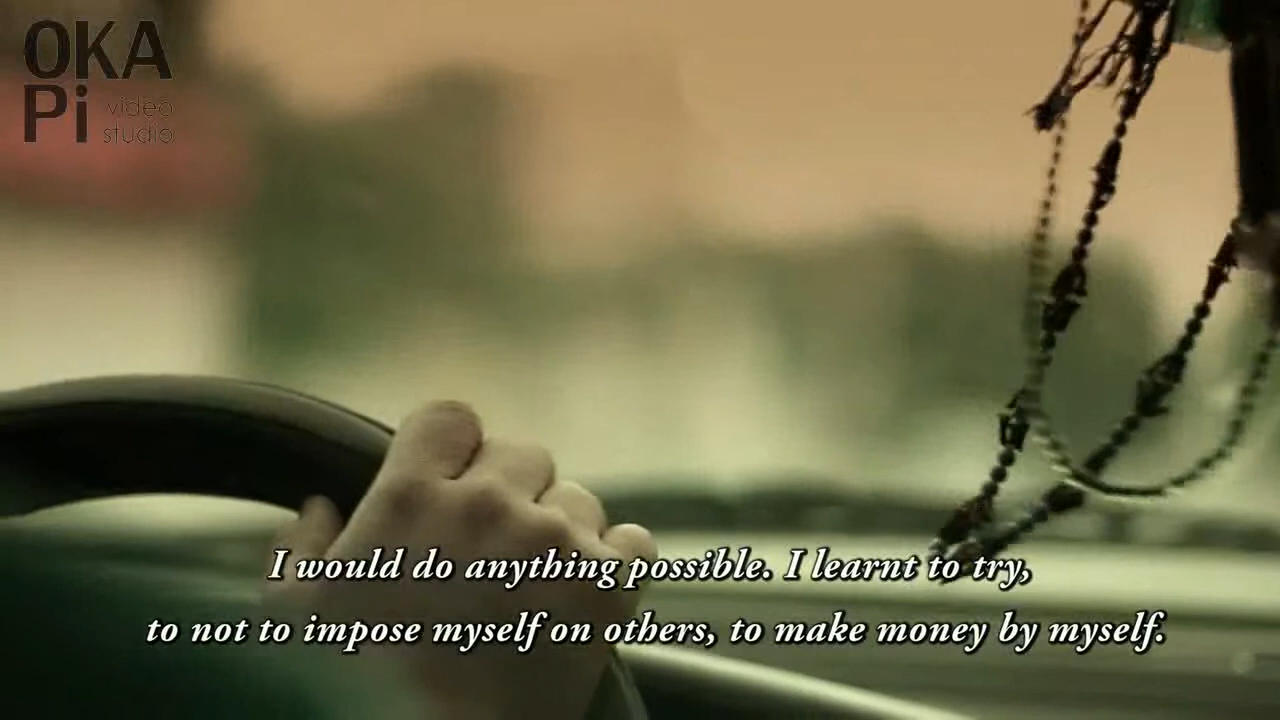 OKA
Pi video
studio
I would do anything possible. I learnt to try,
to not to impose myself on others, to make money by myself.